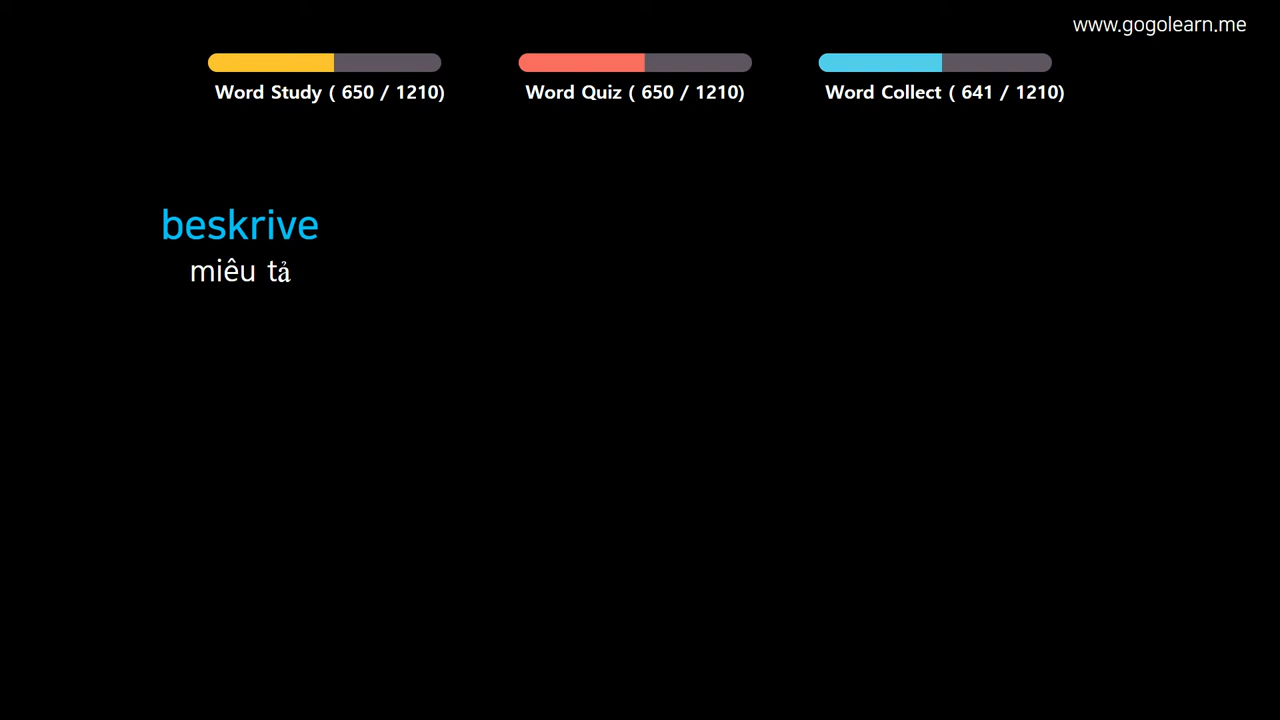 www.gogolearn.me
Word Study ( 650 / 1210)
Word Quiz ( 650 / 1210)
Word Collect ( 641 / 1210)
beskrive
miêu tả